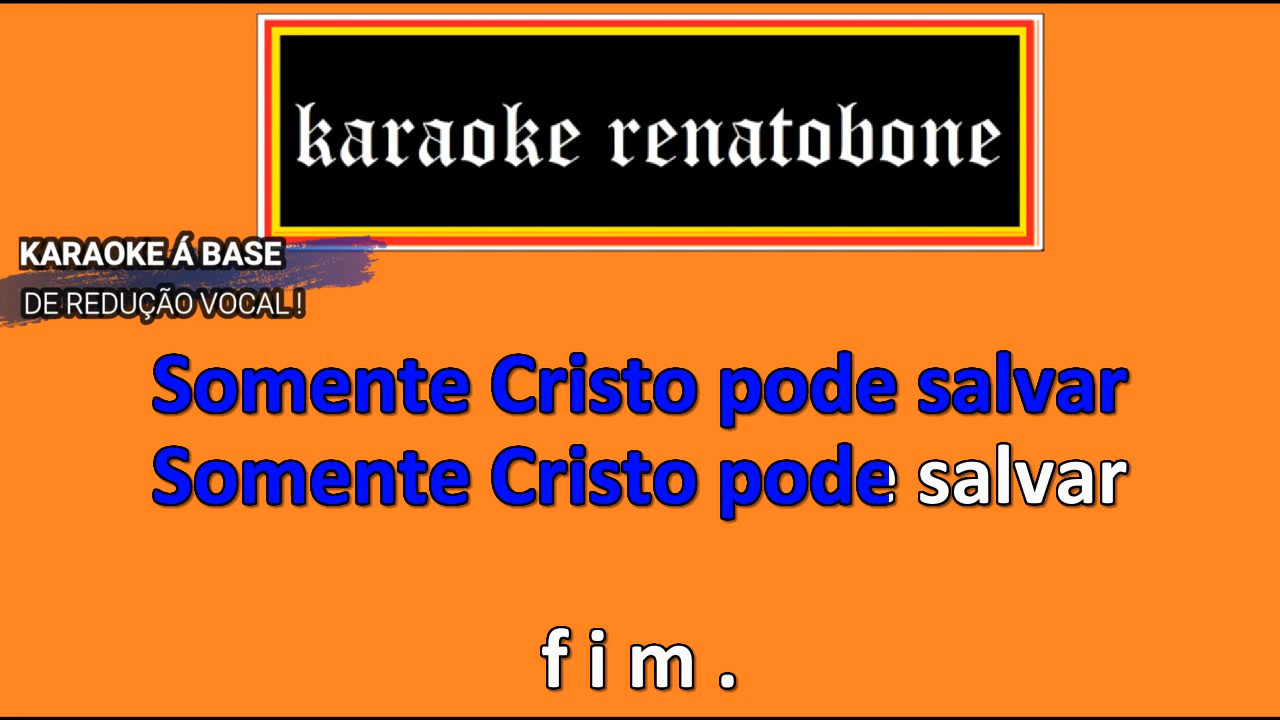 karaoke renatobone
KARAOKE Á BASE
DE REDUÇÃO VOCAL !
Somente Cristo pode salvar
Somente Cristo pode salvar
f i m .